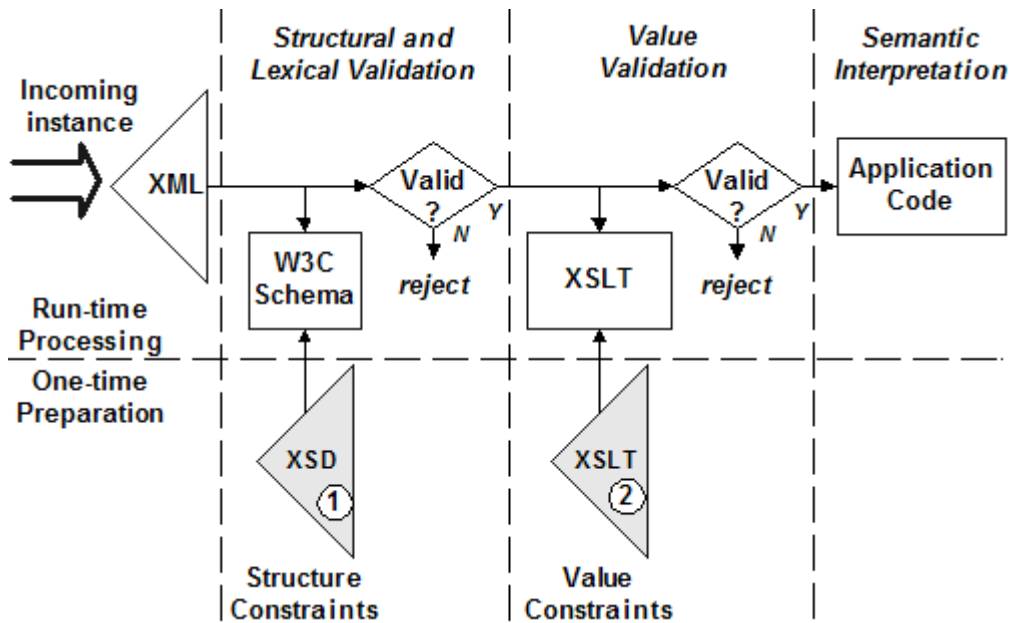 Structural and
Lexical Validation
Value
Validation
Semantic
Interpretation
Incoming
instance
XML
Valid
?
Y
N
reject
W3C
Schema
XSLT
Valid
?
Y
N
reject
Application
Code
Run-time
Processing
One-time
Preparation
XSD
1
Structure
Constraints
XSLT
2
Value
Constraints